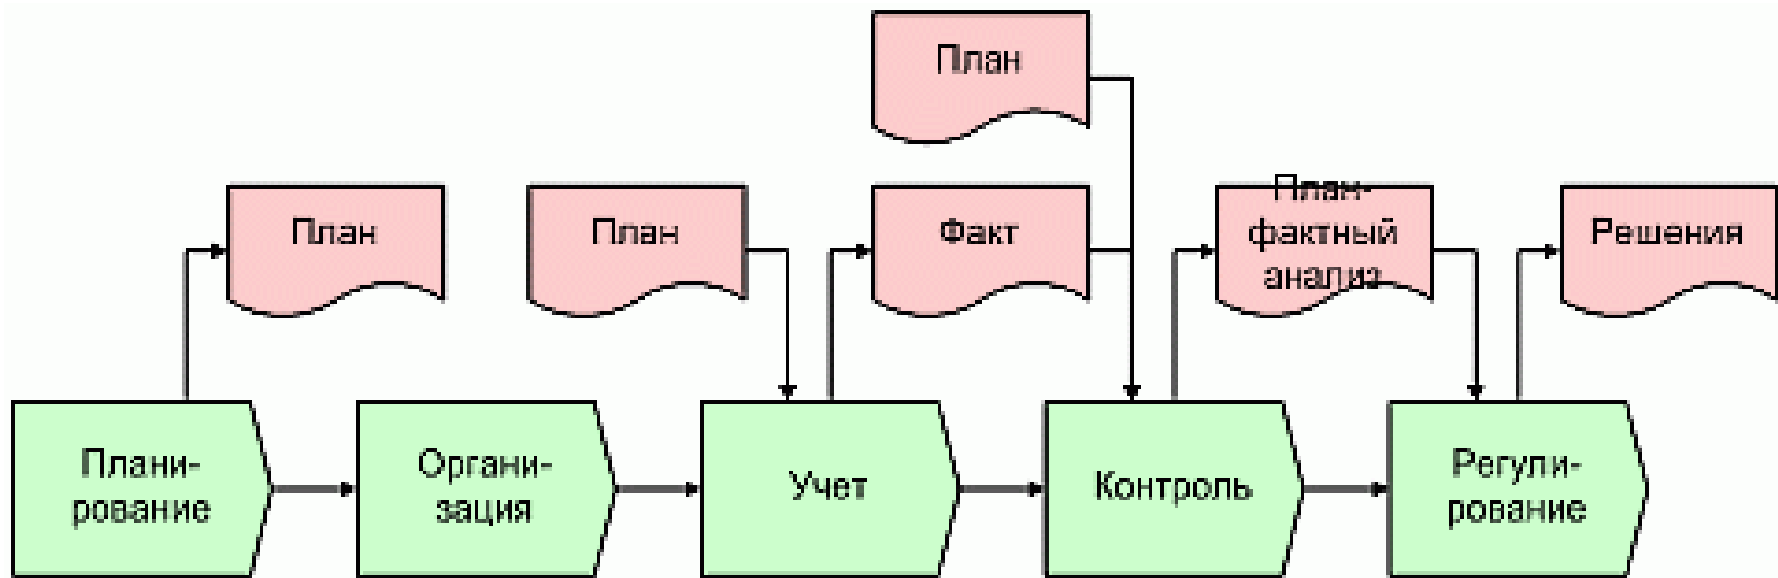 План
План
План
Факт
План-
фактный
анализ
Решения
Плани-
рование
Органи-
зация
Учет
Контроль
Регули-
рование